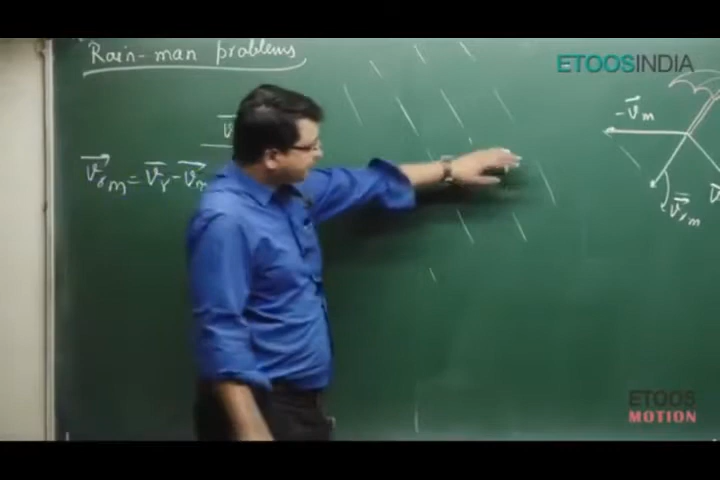 Rain-man problems
ETOOSINDIA
-v⃗m
v⃗rm = v⃗r - v⃗m
v⃗rm
ETOOS
MOTION